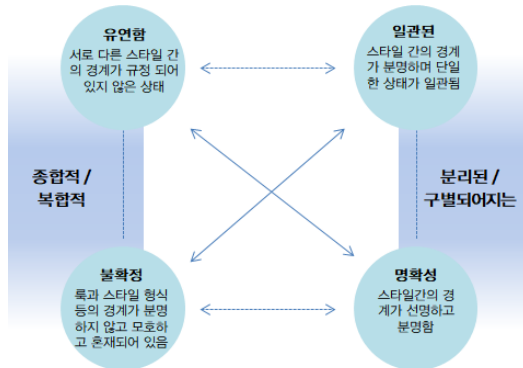 유연함
서로 다른 스타일 간
의 경계가 규정 되어
있지 않은 상태
일관된
스타일 간의 경계
가 분명하며 단일
한 상태가 일관됨
종합적 /
복합적
분리된 /
구별되어지는
불확정
룩과 스타일 형식
등의 경계가 분명
하지 않고 모호하
고 혼재되어 있음
명확성
스타일간의 경
계가 선명하고
분명함